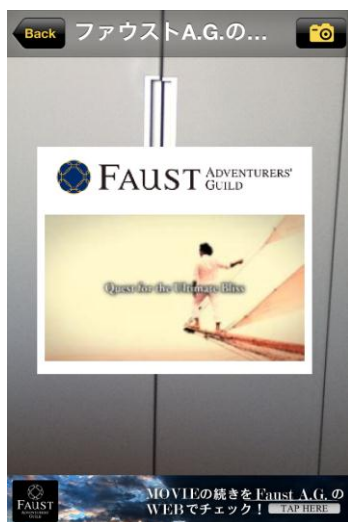 Back
ファウストA.G.の...
FAUST ADVENTURERS'
GUILD
Quest for the Ultimate Bliss
FAUST
ADVENTURERS'
GUILD
MOVIEの続きをFaust A.G.の
WEBでチェック！ TAP HERE